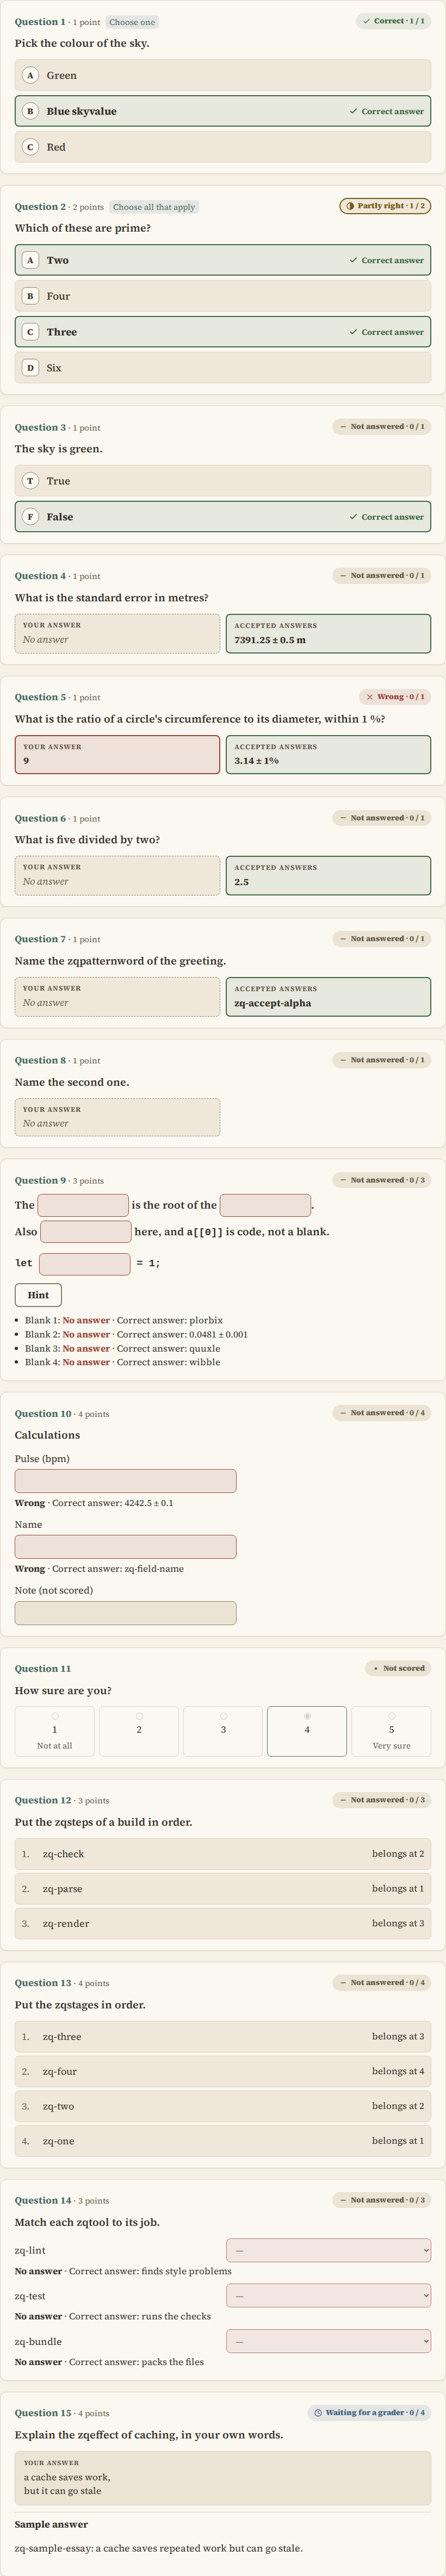 Question 1 · 1 point Choose one ✓ Correct · 1 / 1
Pick the colour of the sky.
A Green
B Blue skyvalue ✓ Correct answer
C Red
Question 2 · 2 points Choose all that apply Partly right · 1 / 2
Which of these are prime?
A Two ✓ Correct answer
B Four
C Three ✓ Correct answer
D Six
Question 3 · 1 point – Not answered · 0 / 1
The sky is green.
T True
F False ✓ Correct answer
Question 4 · 1 point – Not answered · 0 / 1
What is the standard error in metres?
YOUR ANSWER ACCEPTED ANSWERS
No answer 7391.25 ± 0.5 m
Question 5 · 1 point × Wrong · 0 / 1
What is the ratio of a circle's circumference to its diameter, within 1 %?
YOUR ANSWER ACCEPTED ANSWERS
9 3.14 ± 1%
Question 6 · 1 point – Not answered · 0 / 1
What is five divided by two?
YOUR ANSWER ACCEPTED ANSWERS
No answer 2.5
Question 7 · 1 point – Not answered · 0 / 1
Name the zqpatternword of the greeting.
YOUR ANSWER ACCEPTED ANSWERS
No answer zq-accept-alpha
Question 8 · 1 point – Not answered · 0 / 1
Name the second one.
YOUR ANSWER
No answer
Question 9 · 3 points – Not answered · 0 / 3
The is the root of the .
Also here, and a[[0]] is code, not a blank.
let = 1;
Hint
• Blank 1: No answer · Correct answer: plorbix
• Blank 2: No answer · Correct answer: 0.0481 ± 0.001
• Blank 3: No answer · Correct answer: quuxle
• Blank 4: No answer · Correct answer: wibble
Question 10 · 4 points – Not answered · 0 / 4
Calculations
Pulse (bpm)
Wrong · Correct answer: 4242.5 ± 0.1
Name
Wrong · Correct answer: zq-field-name
Note (not scored)
Question 11 • Not scored
How sure are you?
1 2 3 4 5
Not at all Very sure
Question 12 · 3 points – Not answered · 0 / 3
Put the zqsteps of a build in order.
1. zq-check belongs at 2
2. zq-parse belongs at 1
3. zq-render belongs at 3
Question 13 · 4 points – Not answered · 0 / 4
Put the zqstages in order.
1. zq-three belongs at 3
2. zq-four belongs at 4
3. zq-two belongs at 2
4. zq-one belongs at 1
Question 14 · 3 points – Not answered · 0 / 3
Match each zqtool to its job.
zq-lint —
No answer · Correct answer: finds style problems
zq-test —
No answer · Correct answer: runs the checks
zq-bundle —
No answer · Correct answer: packs the files
Question 15 · 4 points Waiting for a grader · 0 / 4
Explain the zqeffect of caching, in your own words.
YOUR ANSWER
a cache saves work,
but it can go stale
Sample answer
zq-sample-essay: a cache saves repeated work but can go stale.